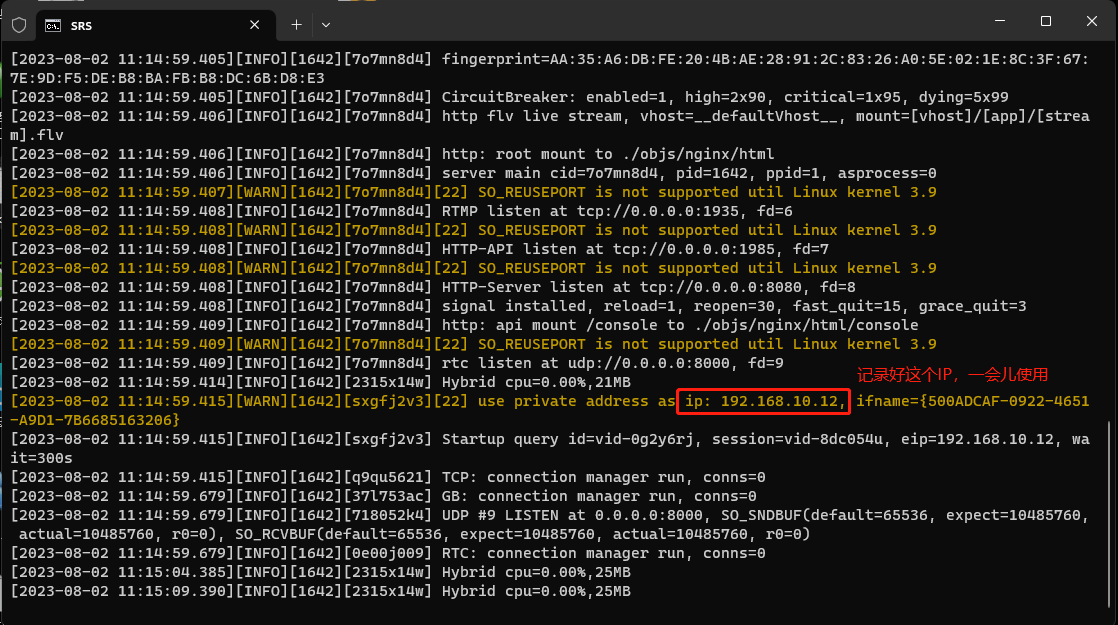 SRS
[2023-08-02 11:14:59.405][INFO][1642][7o7mn8d4] fingerprint=AA:35:A6:DB:FE:20:4B:AE:28:91:2C:83:26:A0:5E:02:1E:8C:3F:67:
7E:9D:F5:DE:B8:BA:FB:B8:DC:6B:D8:E3
[2023-08-02 11:14:59.405][INFO][1642][7o7mn8d4] CircuitBreaker: enabled=1, high=2x90, critical=1x95, dying=5x99
[2023-08-02 11:14:59.406][INFO][1642][7o7mn8d4] http flv live stream, vhost=__defaultVhost__, mount=[vhost]/[app]/[strea
m].flv
[2023-08-02 11:14:59.406][INFO][1642][7o7mn8d4] http: root mount to ./objs/nginx/html
[2023-08-02 11:14:59.406][INFO][1642][7o7mn8d4] server main cid=7o7mn8d4, pid=1642, ppid=1, asprocess=0
[2023-08-02 11:14:59.407][WARN][1642][7o7mn8d4][22] SO_REUSEPORT is not supported util Linux kernel 3.9
[2023-08-02 11:14:59.408][INFO][1642][7o7mn8d4] RTMP listen at tcp://0.0.0.0:1935, fd=6
[2023-08-02 11:14:59.408][WARN][1642][7o7mn8d4][22] SO_REUSEPORT is not supported util Linux kernel 3.9
[2023-08-02 11:14:59.408][INFO][1642][7o7mn8d4] HTTP-API listen at tcp://0.0.0.0:1985, fd=7
[2023-08-02 11:14:59.408][WARN][1642][7o7mn8d4][22] SO_REUSEPORT is not supported util Linux kernel 3.9
[2023-08-02 11:14:59.408][INFO][1642][7o7mn8d4] HTTP-Server listen at tcp://0.0.0.0:8080, fd=8
[2023-08-02 11:14:59.408][INFO][1642][7o7mn8d4] signal installed, reload=1, reopen=30, fast_quit=15, grace_quit=3
[2023-08-02 11:14:59.409][INFO][1642][7o7mn8d4] http: api mount /console to ./objs/nginx/html/console
[2023-08-02 11:14:59.409][WARN][1642][7o7mn8d4][22] SO_REUSEPORT is not supported util Linux kernel 3.9
[2023-08-02 11:14:59.409][INFO][1642][7o7mn8d4] rtc listen at udp://0.0.0.0:8000, fd=9
记录好这个IP，一会儿使用
[2023-08-02 11:14:59.414][INFO][1642][2315x14w] Hybrid cpu=0.00%,21MB
[2023-08-02 11:14:59.415][WARN][1642][sxgfj2v3][22] use private address as ip: 192.168.10.12, ifname={500ADCAF-0922-4651
-A9D1-7B6685163206}
[2023-08-02 11:14:59.415][INFO][1642][sxgfj2v3] Startup query id=vid-0g2y6rj, session=vid-8dc054u, eip=192.168.10.12, wa
it=300s
[2023-08-02 11:14:59.415][INFO][1642][q9qu5621] TCP: connection manager run, conns=0
[2023-08-02 11:14:59.679][INFO][1642][37l753ac] GB: connection manager run, conns=0
[2023-08-02 11:14:59.679][INFO][1642][718052k4] UDP #9 LISTEN at 0.0.0.0:8000, SO_SNDBUF(default=65536, expect=10485760,
actual=10485760, r0=0), SO_RCVBUF(default=65536, expect=10485760, actual=10485760, r0=0)
[2023-08-02 11:14:59.679][INFO][1642][0e00j009] RTC: connection manager run, conns=0
[2023-08-02 11:15:04.385][INFO][1642][2315x14w] Hybrid cpu=0.00%,25MB
[2023-08-02 11:15:09.390][INFO][1642][2315x14w] Hybrid cpu=0.00%,25MB